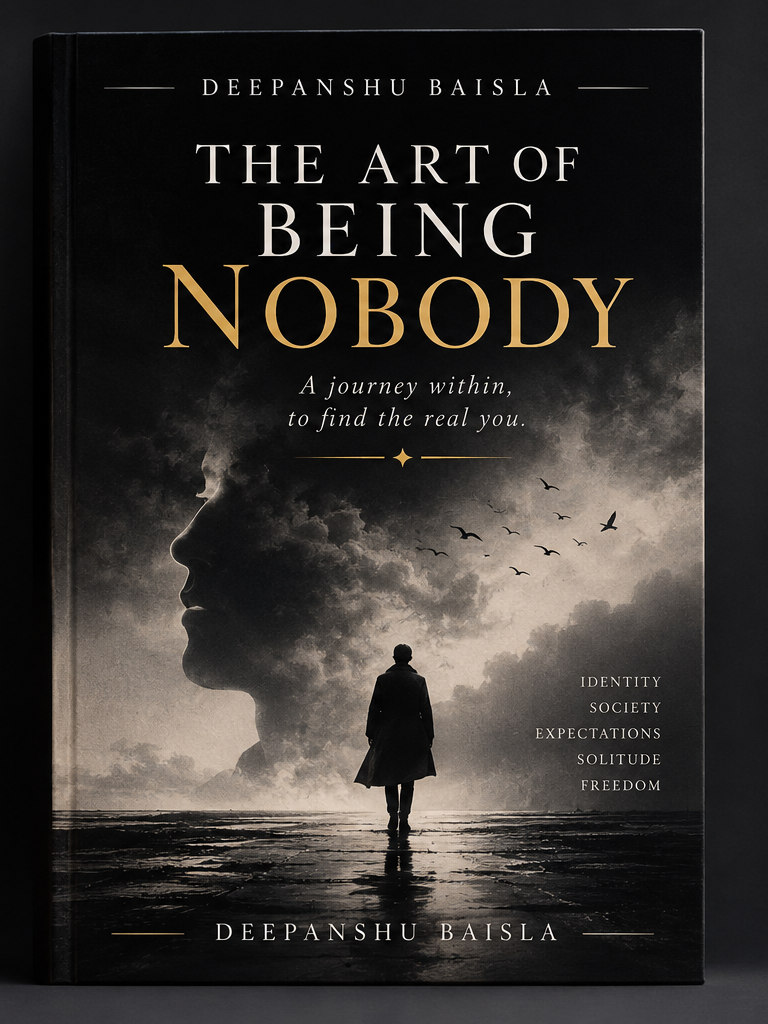 DEEPANSHU BAISLA
THE ART OF
BEING
NOBODY
A journey within,
to find the real you.
IDENTITY
SOCIETY
EXPECTATIONS
SOLITUDE
FREEDOM
DEEPANSHU BAISLA